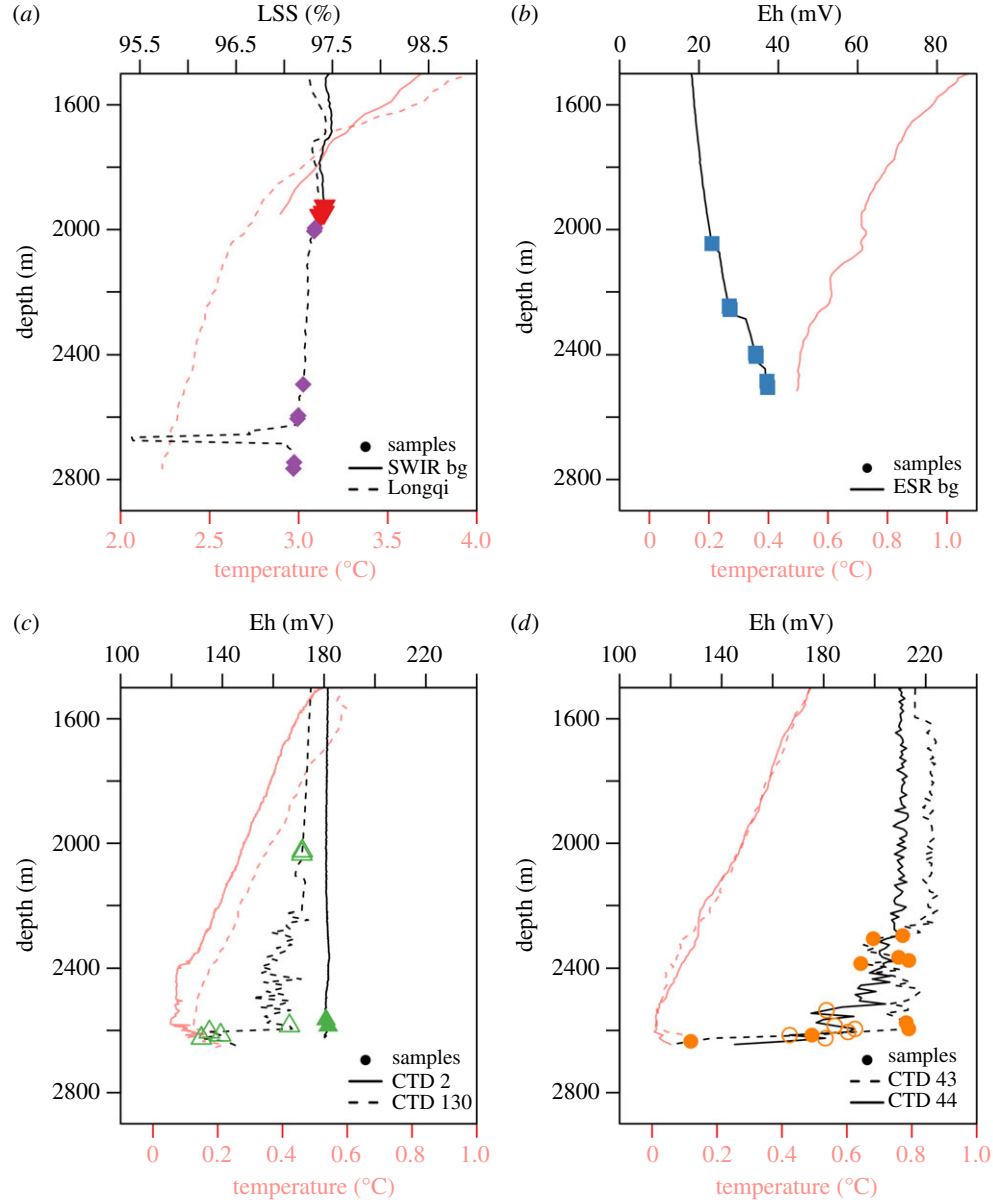 (a) LSS (%)
95.5 96.5 97.5 98.5
1600
2000
2400
2800
depth (m)
samples
SWIR bg
Longqi
2.0 2.5 3.0 3.5 4.0
temperature (°C)
(b) Eh (mV)
0 20 40 60 80
1600
2000
2400
2800
depth (m)
samples
ESR bg
0 0.2 0.4 0.6 0.8 1.0
temperature (°C)
(c) Eh (mV)
100 140 180 220
1600
2000
2400
2800
depth (m)
samples
CTD 2
CTD 130
0 0.2 0.4 0.6 0.8 1.0
temperature (°C)
(d) Eh (mV)
100 140 180 220
1600
2000
2400
2800
depth (m)
samples
CTD 43
CTD 44
0 0.2 0.4 0.6 0.8 1.0
temperature (°C)